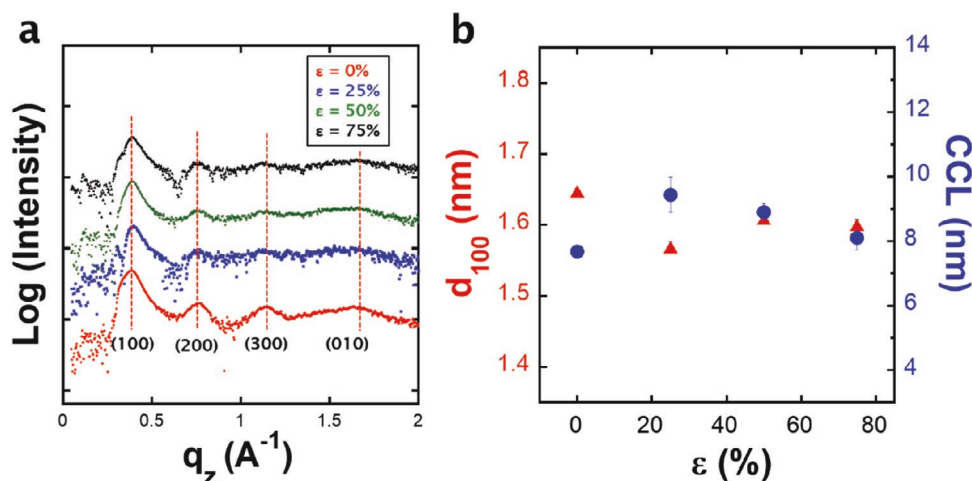 a
ε = 0%
ε = 25%
ε = 50%
ε = 75%
Log (Intensity)
(100) (200) (300) (010)
0 0.5 1 1.5 2
q_z (A⁻¹)
b
1.8
1.7
1.6
1.5
1.4
d₁₀₀ (nm)
14
12
10
8
6
4
CCL (nm)
0 20 40 60 80
ε (%)